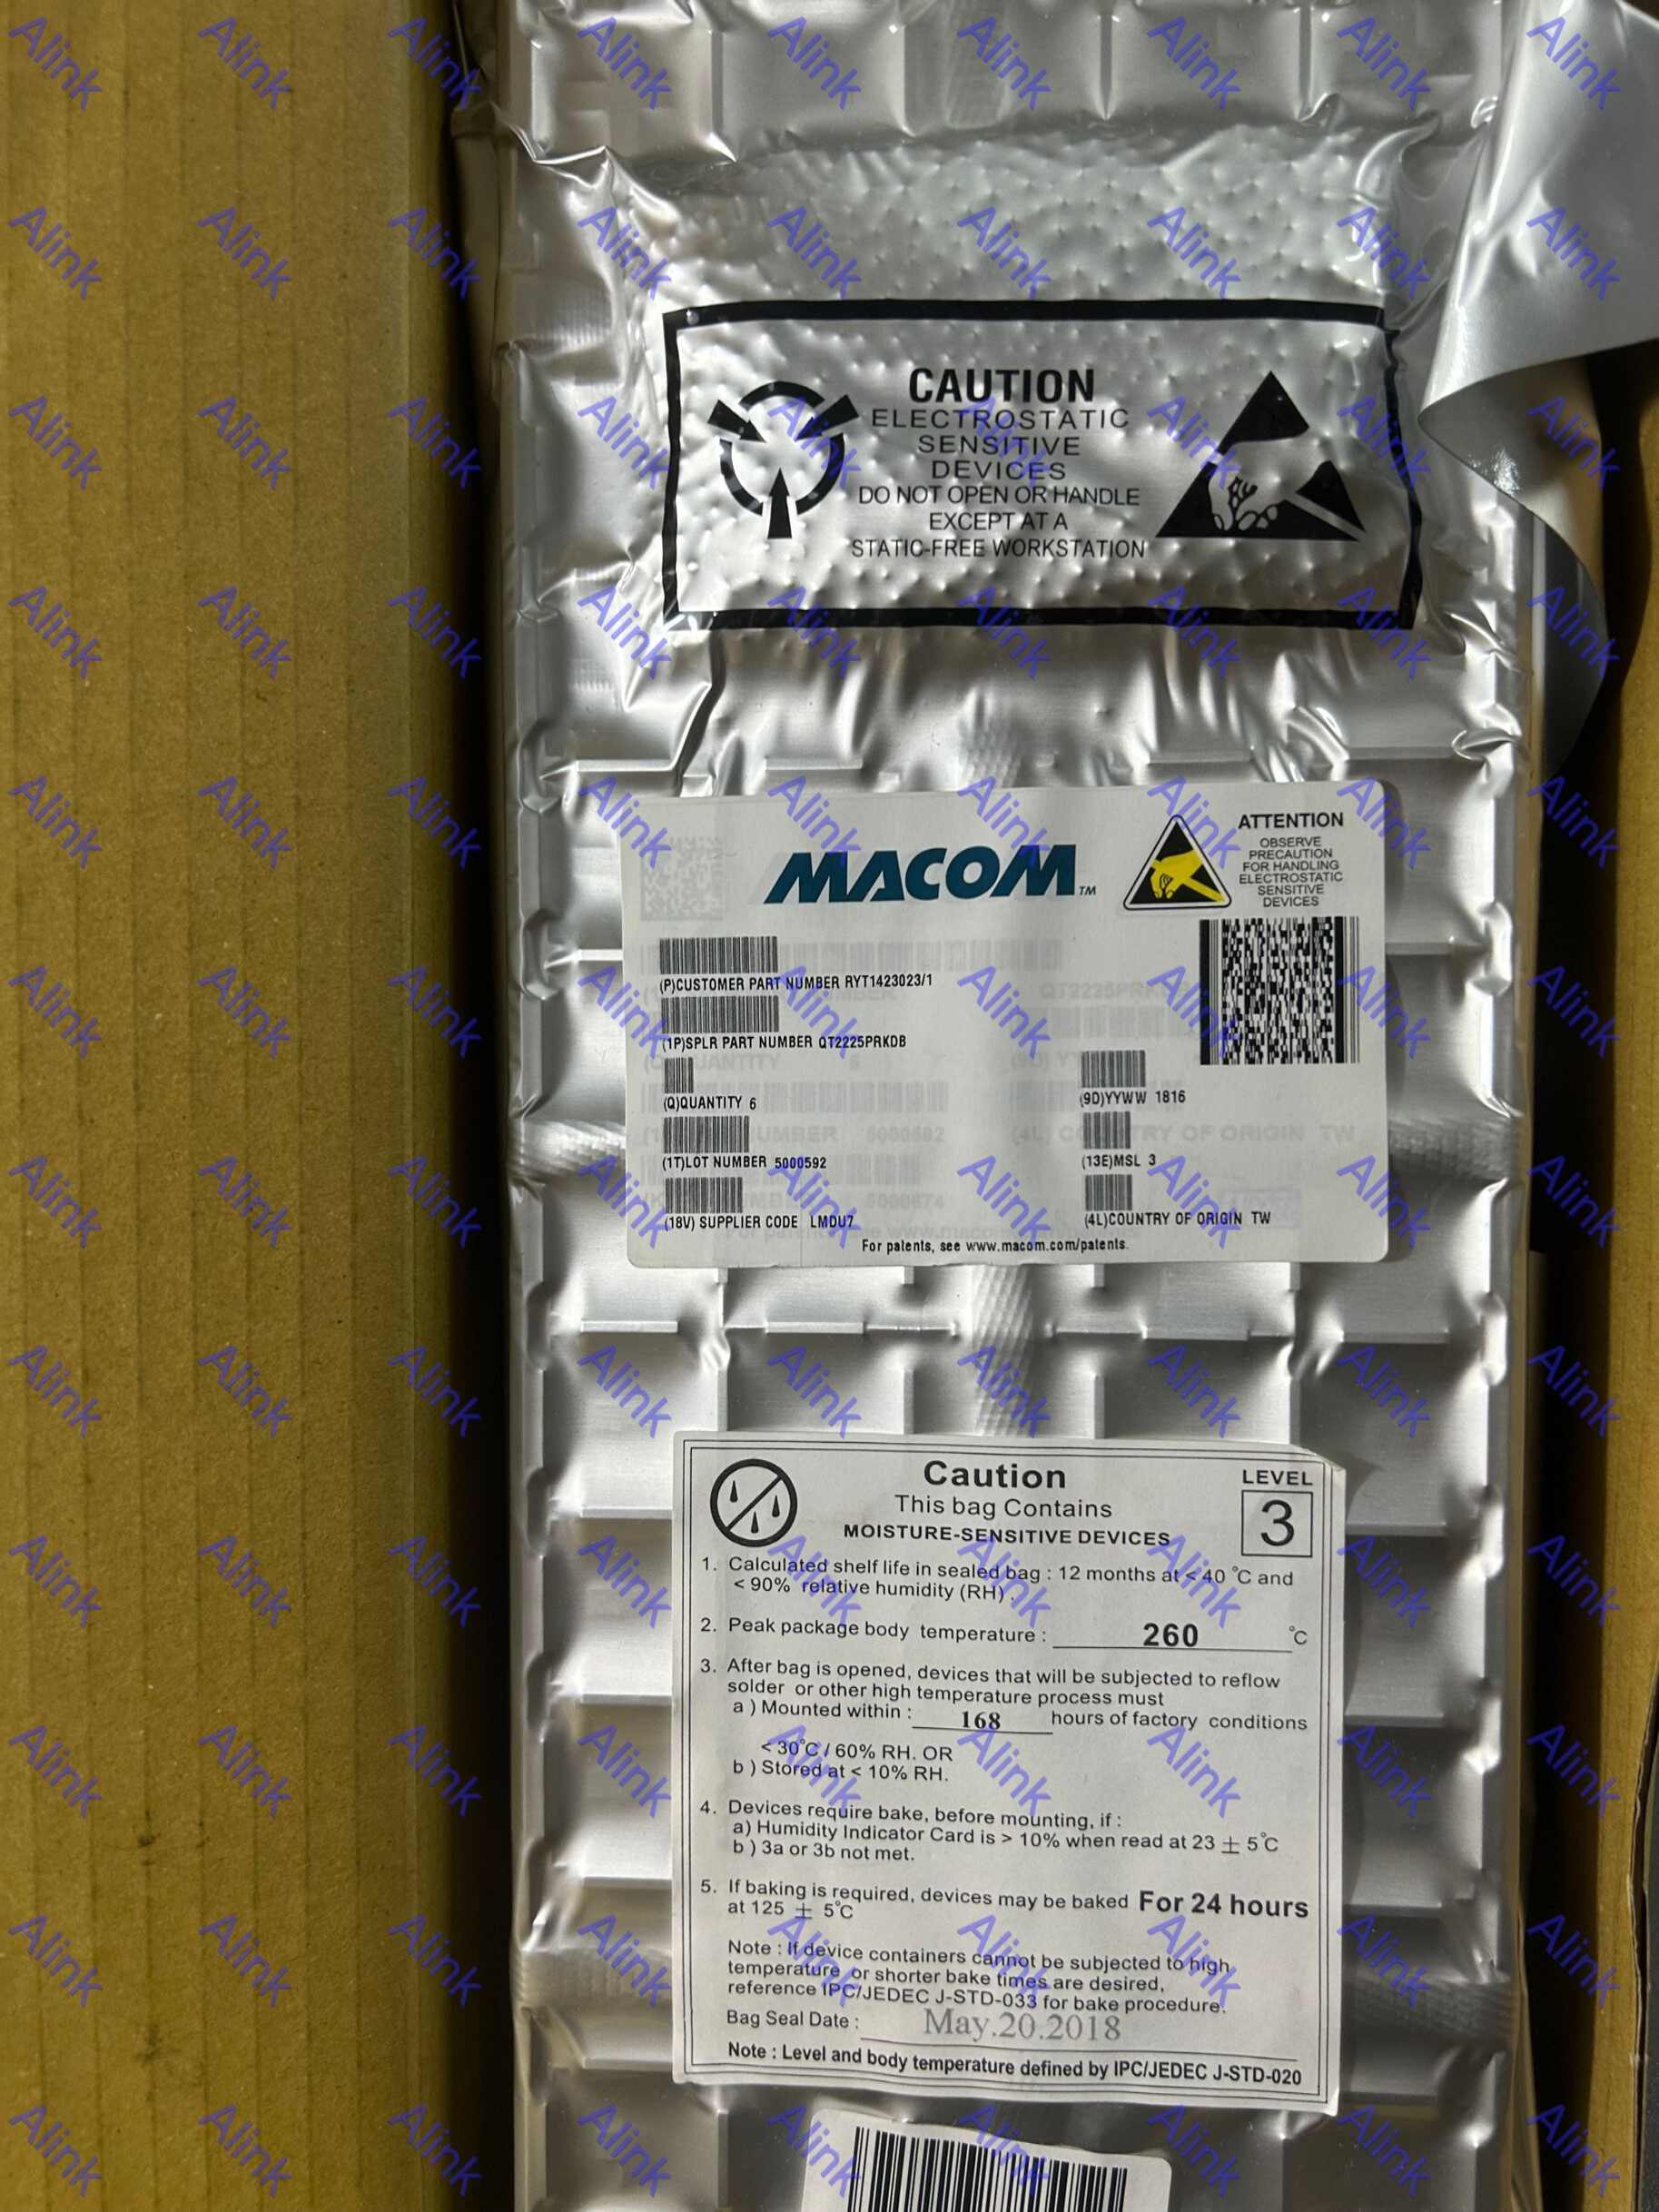 CAUTION
ELECTROSTATIC
SENSITIVE
DEVICES
DO NOT OPEN OR HANDLE
EXCEPT AT A
STATIC-FREE WORKSTATION
MACOM™
ATTENTION
OBSERVE
PRECAUTION
FOR HANDLING
ELECTROSTATIC
SENSITIVE
DEVICES
(P)CUSTOMER PART NUMBER RYT1423023/1
(1P)SPLR PART NUMBER QT2225PRKDB
(Q)QUANTITY 6
(9D)YYWW 1816
(1T)LOT NUMBER 5000592
(13E)MSL 3
(18V) SUPPLIER CODE LMDU7
(4L)COUNTRY OF ORIGIN TW
For patents, see www.macom.com/patents.
Caution
LEVEL
3
This bag Contains
MOISTURE-SENSITIVE DEVICES
1. Calculated shelf life in sealed bag : 12 months at < 40 °C and
< 90% relative humidity (RH) .
2. Peak package body temperature : 260 °C
3. After bag is opened, devices that will be subjected to reflow
solder or other high temperature process must
a ) Mounted within : 168 hours of factory conditions
< 30°C / 60% RH. OR
b ) Stored at < 10% RH.
4. Devices require bake, before mounting, if :
a) Humidity Indicator Card is > 10% when read at 23 ± 5°C
b ) 3a or 3b not met.
5. If baking is required, devices may be baked For 24 hours
at 125 ± 5°C
Note : If device containers cannot be subjected to high
temperature or shorter bake times are desired,
reference IPC/JEDEC J-STD-033 for bake procedure.
Bag Seal Date : May.20.2018
Note : Level and body temperature defined by IPC/JEDEC J-STD-020
Alink